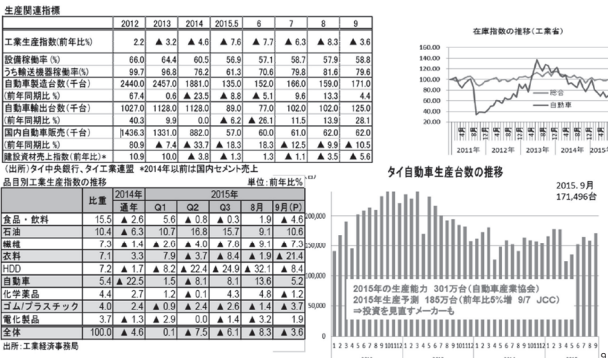 生産関連指標
2012 2013 2014 2015.5 6 7 8 9
工業生産指数(前年比%) 2.2 ▲ 3.2 ▲ 4.6 ▲ 7.6 ▲ 7.7 ▲ 6.3 ▲ 8.3 ▲ 3.6
設備稼働率(%) 66.0 64.4 60.5 56.9 57.1 58.7 57.9 58.8
うち輸送機器稼働率(%) 99.7 96.8 76.2 61.3 70.6 79.8 81.6 79.6
自動車製造台数(千台) 2440.0 2457.0 1881.0 135.0 152.0 166.0 159.0 171.0
(前年同期比 %) 67.4 0.6 ▲ 23.5 ▲ 8.8 ▲ 5.1 9.6 13.3 4.4
自動車輸出台数(千台) 1027.0 1128.0 1128.0 89.0 77.0 102.0 102.0 125.0
(前年同期比 %) 40.3 9.9 0.0 ▲ 6.2 ▲ 26.1 11.5 13.9 28.1
国内自動車販売(千台) 1436.3 1331.0 882.0 57.0 60.0 61.0 62.0 62.0
(前年同期比 %) 80.9 ▲ 7.4 ▲ 33.7 ▲ 18.3 18.3 ▲ 12.5 ▲ 9.9 ▲ 10.5
建設資材売上指数(前年比)* 10.9 10.0 ▲ 3.8 ▲ 1.3 1.3 ▲ 1.1 ▲ 3.5 ▲ 5.6
(出所)タイ中央銀行、タイ工業連盟 *2014年以前は国内セメント売上
品目別工業生産指数の推移 単位:前年比%
比重 2014年 2015年
通年 Q1 Q2 Q3 8月 9月(P)
食品・飲料 15.5 ▲ 2.6 5.6 ▲ 0.8 ▲ 0.3 1.9 ▲ 4.6
石油 10.4 ▲ 6.3 10.7 16.8 15.7 9.1 10.6
繊維 7.3 ▲ 1.4 ▲ 2.6 ▲ 4.0 ▲ 7.6 ▲ 9.1 ▲ 7.3
衣料 7.1 3.3 7.9 ▲ 3.7 ▲ 8.4 ▲ 1.9 ▲ 21.4
HDD 7.2 ▲ 1.7 ▲ 8.2 ▲ 22.4 ▲ 24.9 ▲ 32.1 ▲ 8.4
自動車 5.4 ▲ 22.5 1.5 ▲ 8.1 8.1 13.6 5.2
化学薬品 4.4 2.7 1.2 ▲ 0.1 4.3 4.8 ▲ 1.2
ゴム/プラスチック 4.0 2.4 ▲ 0.9 ▲ 2.4 ▲ 2.6 ▲ 1.4 ▲ 3.7
電化製品 3.7 ▲ 1.3 ▲ 2.9 0.0 ▲ 1.4 ▲ 3.2 1.9
全体 100.0 ▲ 4.6 0.1 ▲ 7.5 ▲ 6.1 ▲ 8.3 ▲ 3.6
出所:工業経済事務局
在庫指数の推移(工業省)
160.00
140.00
120.00
100.00
80.00
60.00
40.00
20.00
総合
自動車
2011年 2012年 2013年 2014年
タイ自動車生産台数の推移
2015. 9月
171,496台
200,000
150,000
100,000
50,000
0
2015年の生産能力 301万台(自動車産業協会)
2015年生産予測 185万台(前年比5%増 9/7 JCC)
⇒投資を見直すメーカーも